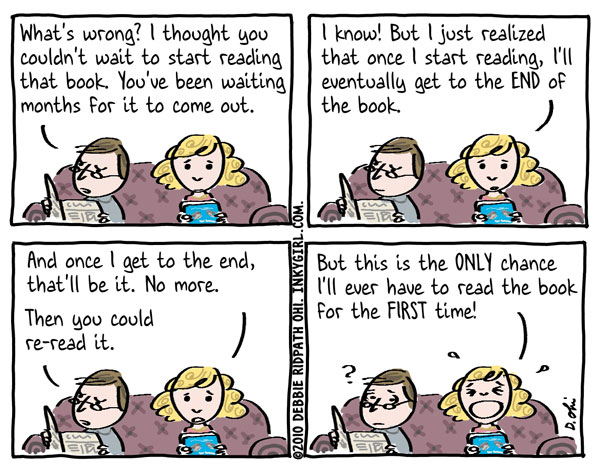 What's wrong? I thought you
couldn't wait to start reading
that book. You've been waiting
months for it to come out.
I know! But I just realized
that once I start reading, I'll
eventually get to the END of
the book.
And once I get to the end,
that'll be it. No more.
Then you could
re-read it.
But this is the ONLY chance
I'll ever have to read the book
for the FIRST time!
?
D. Ohi
©2010 DEBBIE RIDPATH OHI. INKYGIRL.COM.